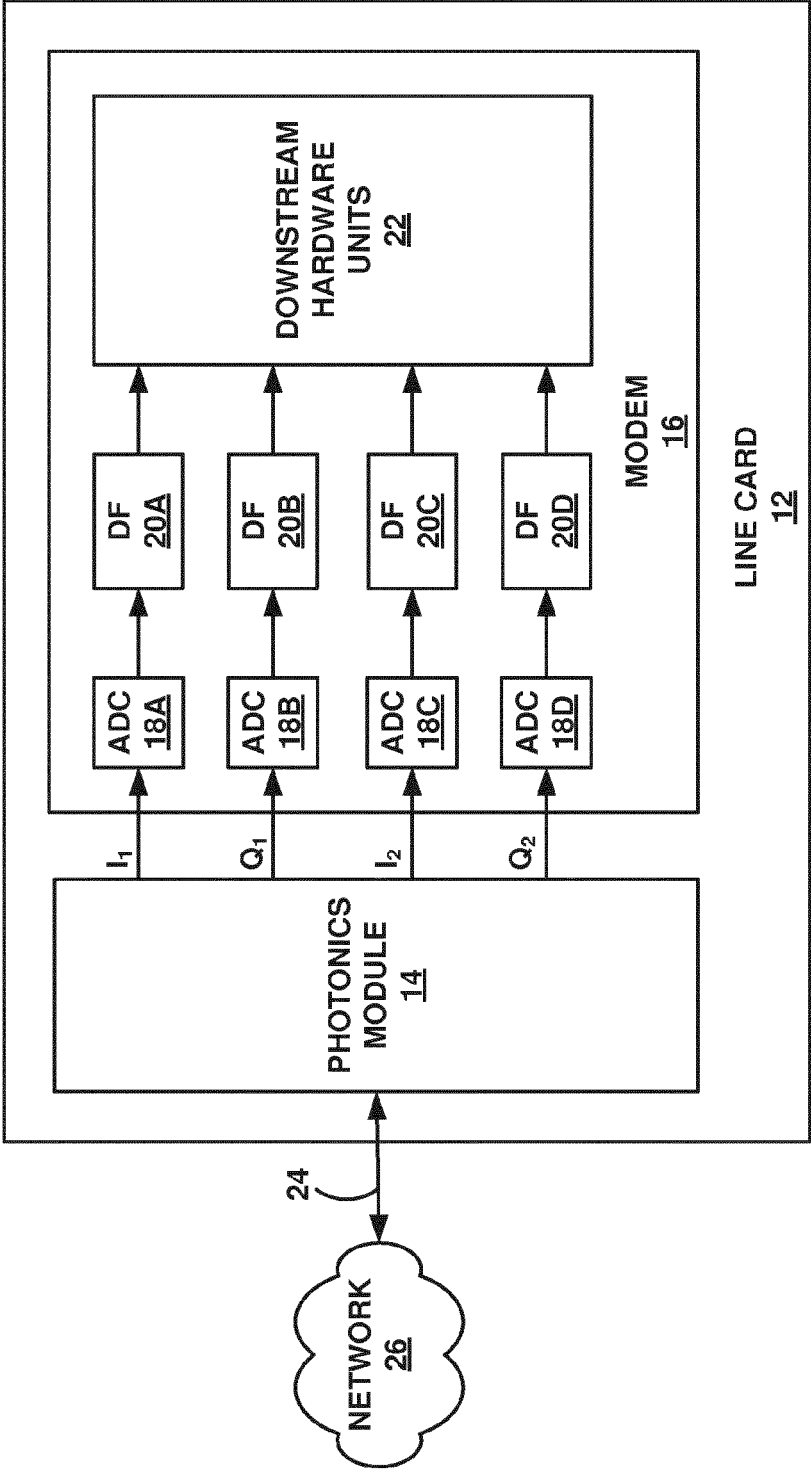 NETWORK
26
24
PHOTONICS
MODULE
14
I1
Q1
I2
Q2
ADC
18A
ADC
18B
ADC
18C
ADC
18D
DF
20A
DF
20B
DF
20C
DF
20D
DOWNSTREAM
HARDWARE
UNITS
22
MODEM
16
LINE CARD
12